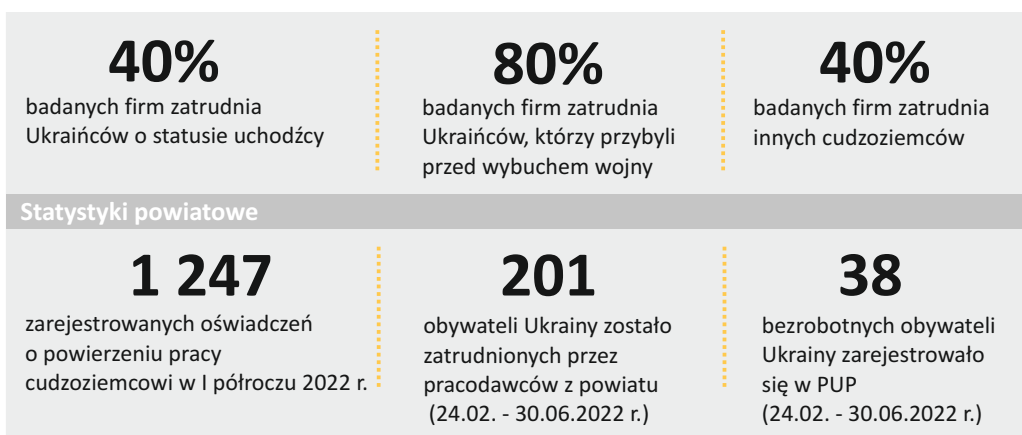 40%
badanych firm zatrudnia
Ukraińców o statusie uchodźcy
80%
badanych firm zatrudnia
Ukraińców, którzy przybyli
przed wybuchem wojny
40%
badanych firm zatrudnia
innych cudzoziemców
Statystyki powiatowe
1 247
zarejestrowanych oświadczeń
o powierzeniu pracy
cudzoziemcowi w I półroczu 2022 r.
201
obywateli Ukrainy zostało
zatrudnionych przez
pracodawców z powiatu
(24.02. - 30.06.2022 r.)
38
bezrobotnych obywateli
Ukrainy zarejestrowało
się w PUP
(24.02. - 30.06.2022 r.)